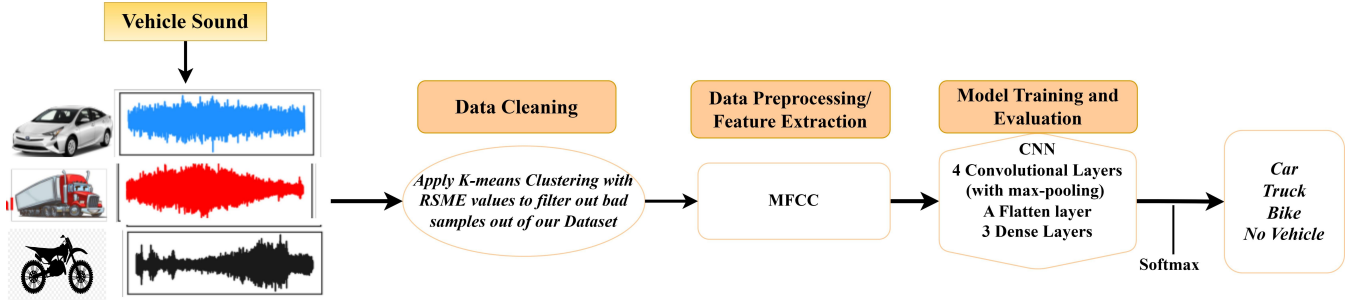 Vehicle Sound
Data Cleaning
Apply K-means Clustering with
RSME values to filter out bad
samples out of our Dataset
Data Preprocessing/
Feature Extraction
MFCC
Model Training and
Evaluation
CNN
4 Convolutional Layers
(with max-pooling)
A Flatten layer
3 Dense Layers
Softmax
Car
Truck
Bike
No Vehicle